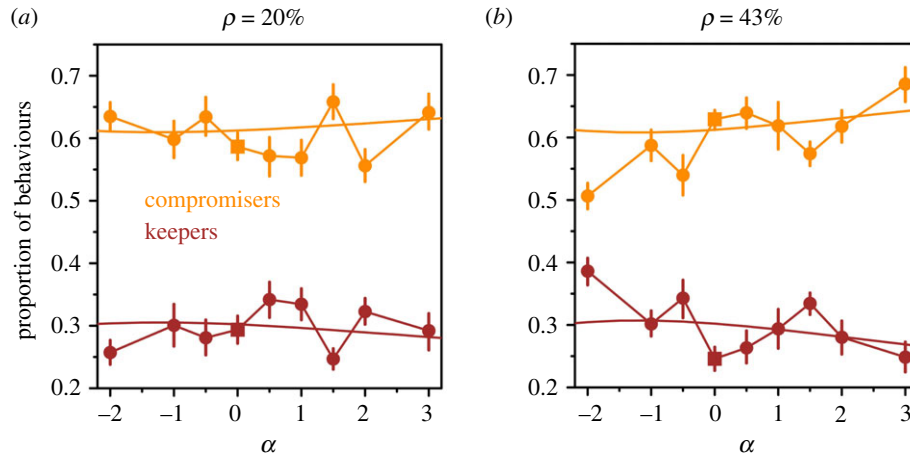 (a) ρ = 20%
(b) ρ = 43%
proportion of behaviours
0.7
0.6
0.5
0.4
0.3
0.2
compromisers
keepers
–2 –1 0 1 2 3
α
0.7
0.6
0.5
0.4
0.3
0.2
–2 –1 0 1 2 3
α